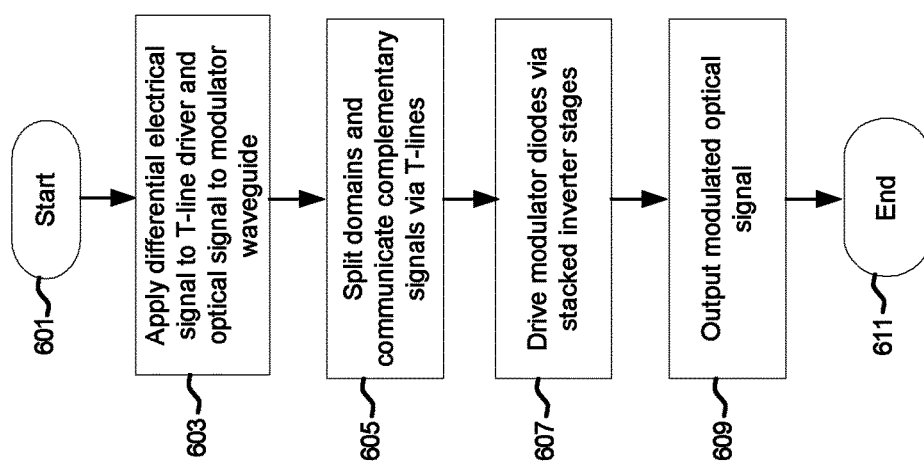 Start
601
Apply differential electrical
signal to T-line driver and
optical signal to modulator
waveguide
603
Split domains and
communicate complementary
signals via T-lines
605
Drive modulator diodes via
stacked inverter stages
607
Output modulated optical
signal
609
End
611